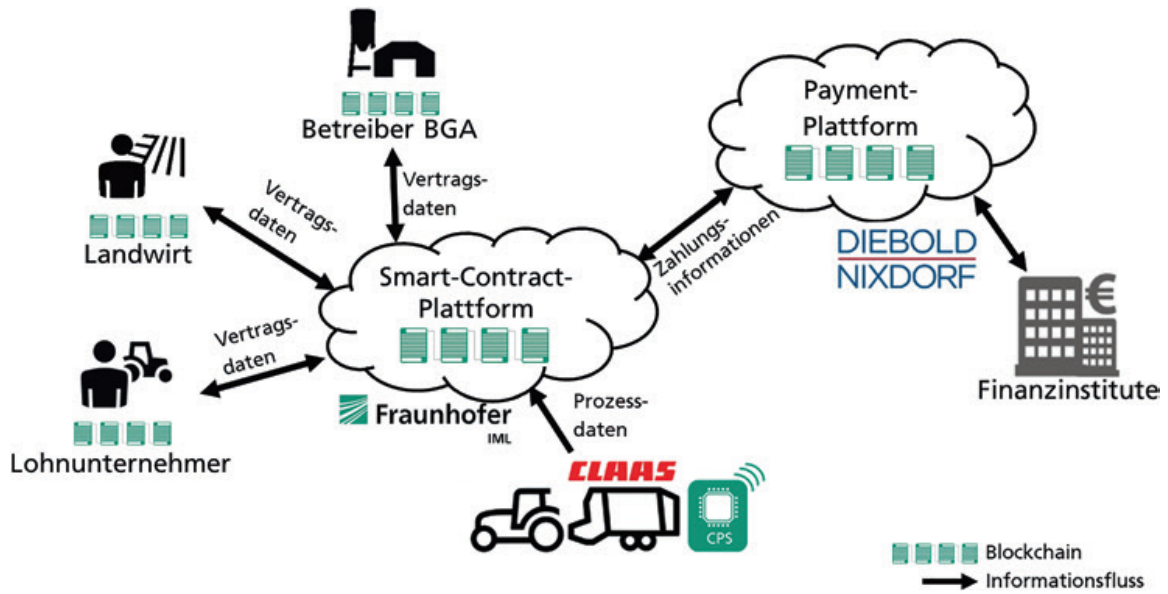 Betreiber BGA
Payment-
Plattform
Landwirt
Vertrags-
daten
Vertrags-
daten
Zahlungs-
informationen
DIEBOLD
NIXDORF
Smart-Contract-
Plattform
Vertrags-
daten
Lohnunternehmer
Fraunhofer
IML
Prozess-
daten
Finanzinstitute
€
CLAAS
CPS
Blockchain
Informationsfluss